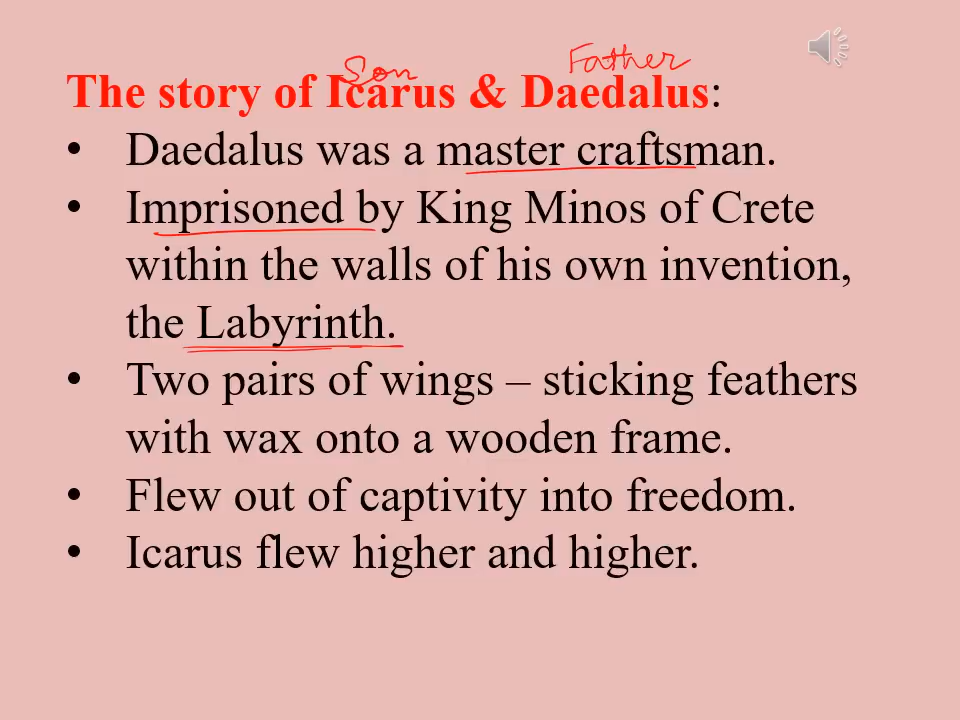 Son Father
The story of Icarus & Daedalus:
• Daedalus was a master craftsman.
• Imprisoned by King Minos of Crete
within the walls of his own invention,
the Labyrinth.
• Two pairs of wings – sticking feathers
with wax onto a wooden frame.
• Flew out of captivity into freedom.
• Icarus flew higher and higher.